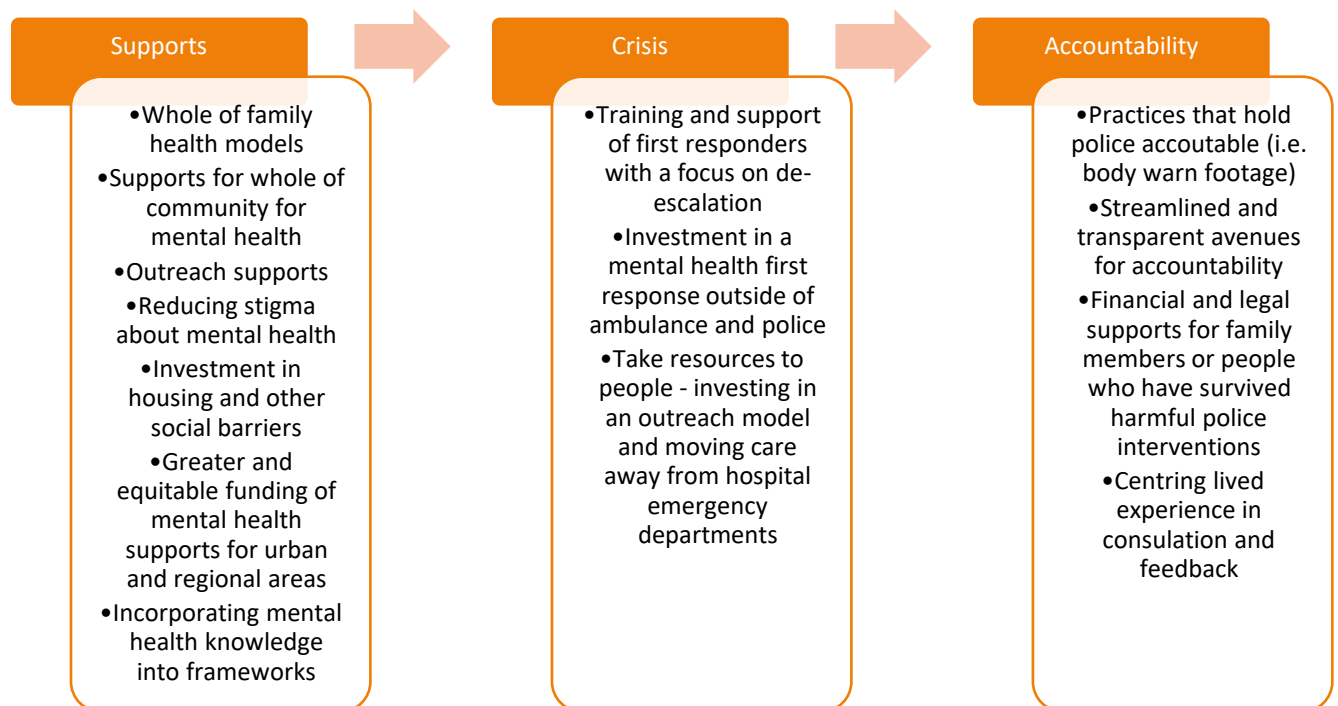 Supports
•Whole of family
health models
•Supports for whole of
community for
mental health
•Outreach supports
•Reducing stigma
about mental health
•Investment in
housing and other
social barriers
•Greater and
equitable funding of
mental health
supports for urban
and regional areas
•Incorporating mental
health knowledge
into frameworks
Crisis
•Training and support
of first responders
with a focus on de-
escalation
•Investment in a
mental health first
response outside of
ambulance and police
•Take resources to
people - investing in
an outreach model
and moving care
away from hospital
emergency
departments
Accountability
•Practices that hold
police accoutable (i.e.
body warn footage)
•Streamlined and
transparent avenues
for accountability
•Financial and legal
supports for family
members or people
who have survived
harmful police
interventions
•Centring lived
experience in
consulation and
feedback